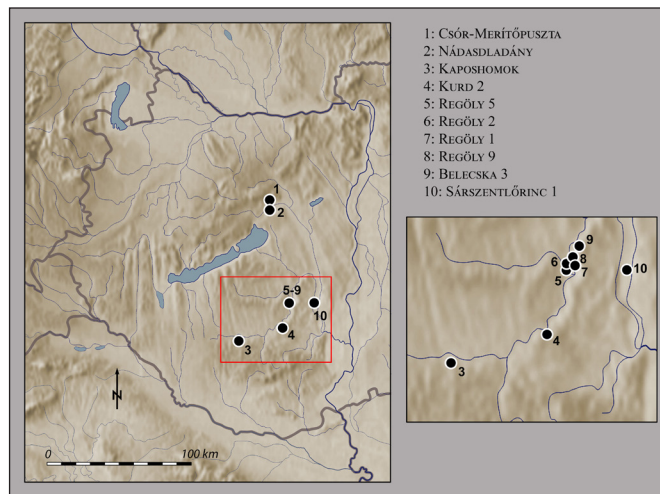 1: Csór-Merítőpuszta
2: Nádasdladány
3: Kaposhomok
4: Kurd 2
5: Regöly 5
6: Regöly 2
7: Regöly 1
8: Regöly 9
9: Belecska 3
10: Sárszentlőrinc 1
1
2
5-9
10
4
3
N
0 100 km
9
8
6
7
5
10
4
3